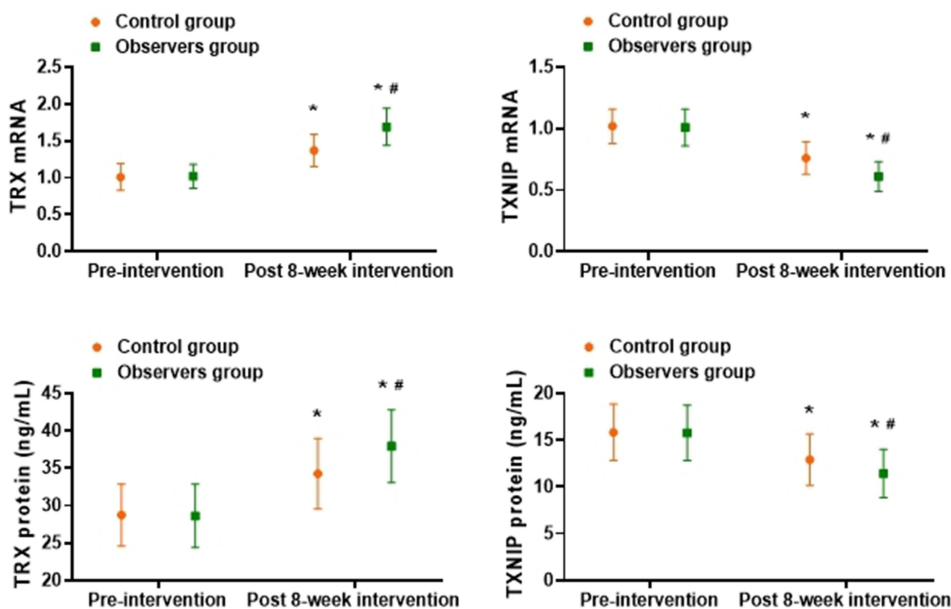 Control group
Observers group
TRX mRNA
2.5
2.0
1.5
1.0
0.5
0.0
* 
* #
Pre-intervention
Post 8-week intervention
Control group
Observers group
TXNIP mRNA
1.5
1.0
0.5
0.0
*
* #
Pre-intervention
Post 8-week intervention
Control group
Observers group
TRX protein (ng/mL)
45
40
35
30
25
20
*
* #
Pre-intervention
Post 8-week intervention
Control group
Observers group
TXNIP protein (ng/mL)
20
15
10
5
0
*
* #
Pre-intervention
Post 8-week intervention